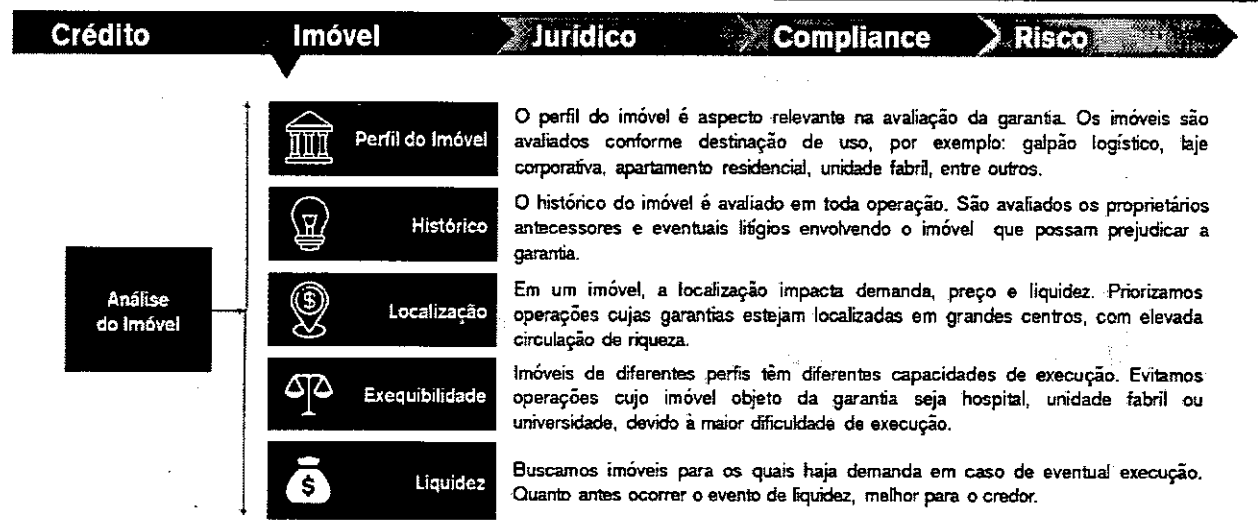 Crédito Imóvel Jurídico Compliance Risco
Análise
do Imóvel
Perfil do Imóvel
O perfil do imóvel é aspecto relevante na avaliação da garantia. Os imóveis são
avaliados conforme destinação de uso, por exemplo: galpão logístico, laje
corporativa, apartamento residencial, unidade fabril, entre outros.
Histórico
O histórico do imóvel é avaliado em toda operação. São avaliados os proprietários
antecessores e eventuais litígios envolvendo o imóvel que possam prejudicar a
garantia.
Localização
Em um imóvel, a localização impacta demanda, preço e liquidez. Priorizamos
operações cujas garantias estejam localizadas em grandes centros, com elevada
circulação de riqueza.
Exequibilidade
Imóveis de diferentes perfis têm diferentes capacidades de execução. Evitamos
operações cujo imóvel objeto da garantia seja hospital, unidade fabril ou
universidade, devido à maior dificuldade de execução.
Liquidez
Buscamos imóveis para os quais haja demanda em caso de eventual execução.
Quanto antes ocorrer o evento de liquidez, melhor para o credor.